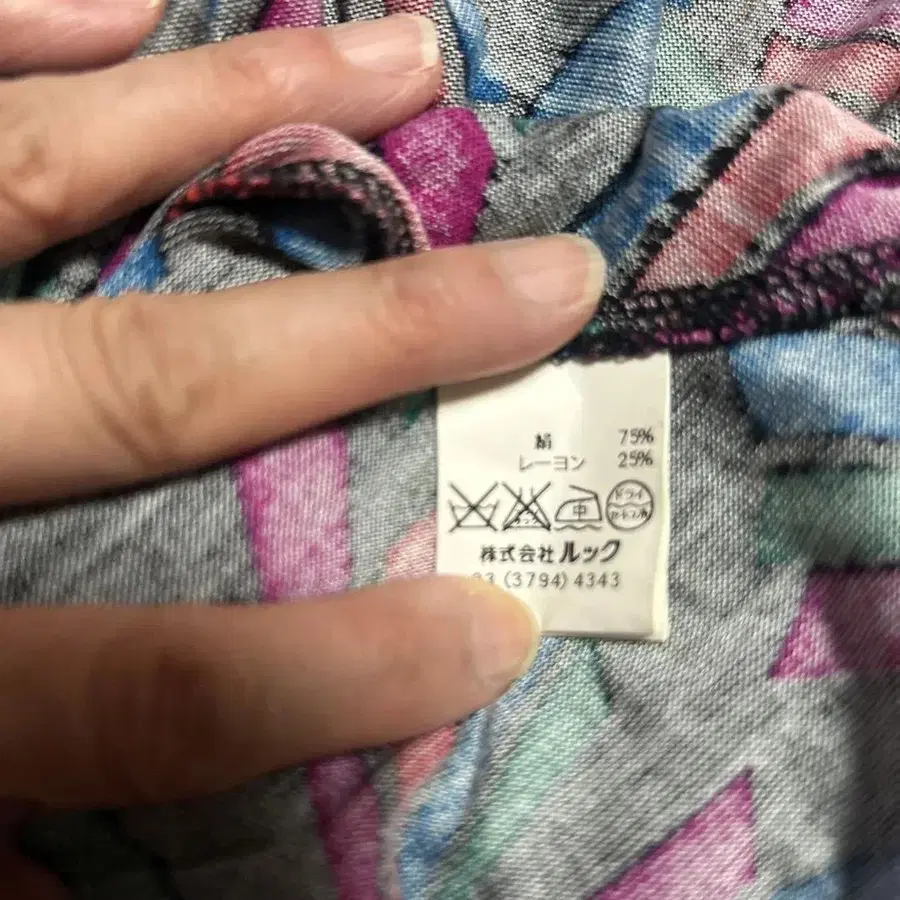 絹 75%
レーヨン 25%
中
ドライ
株式会社ルック
3 (3794) 4343